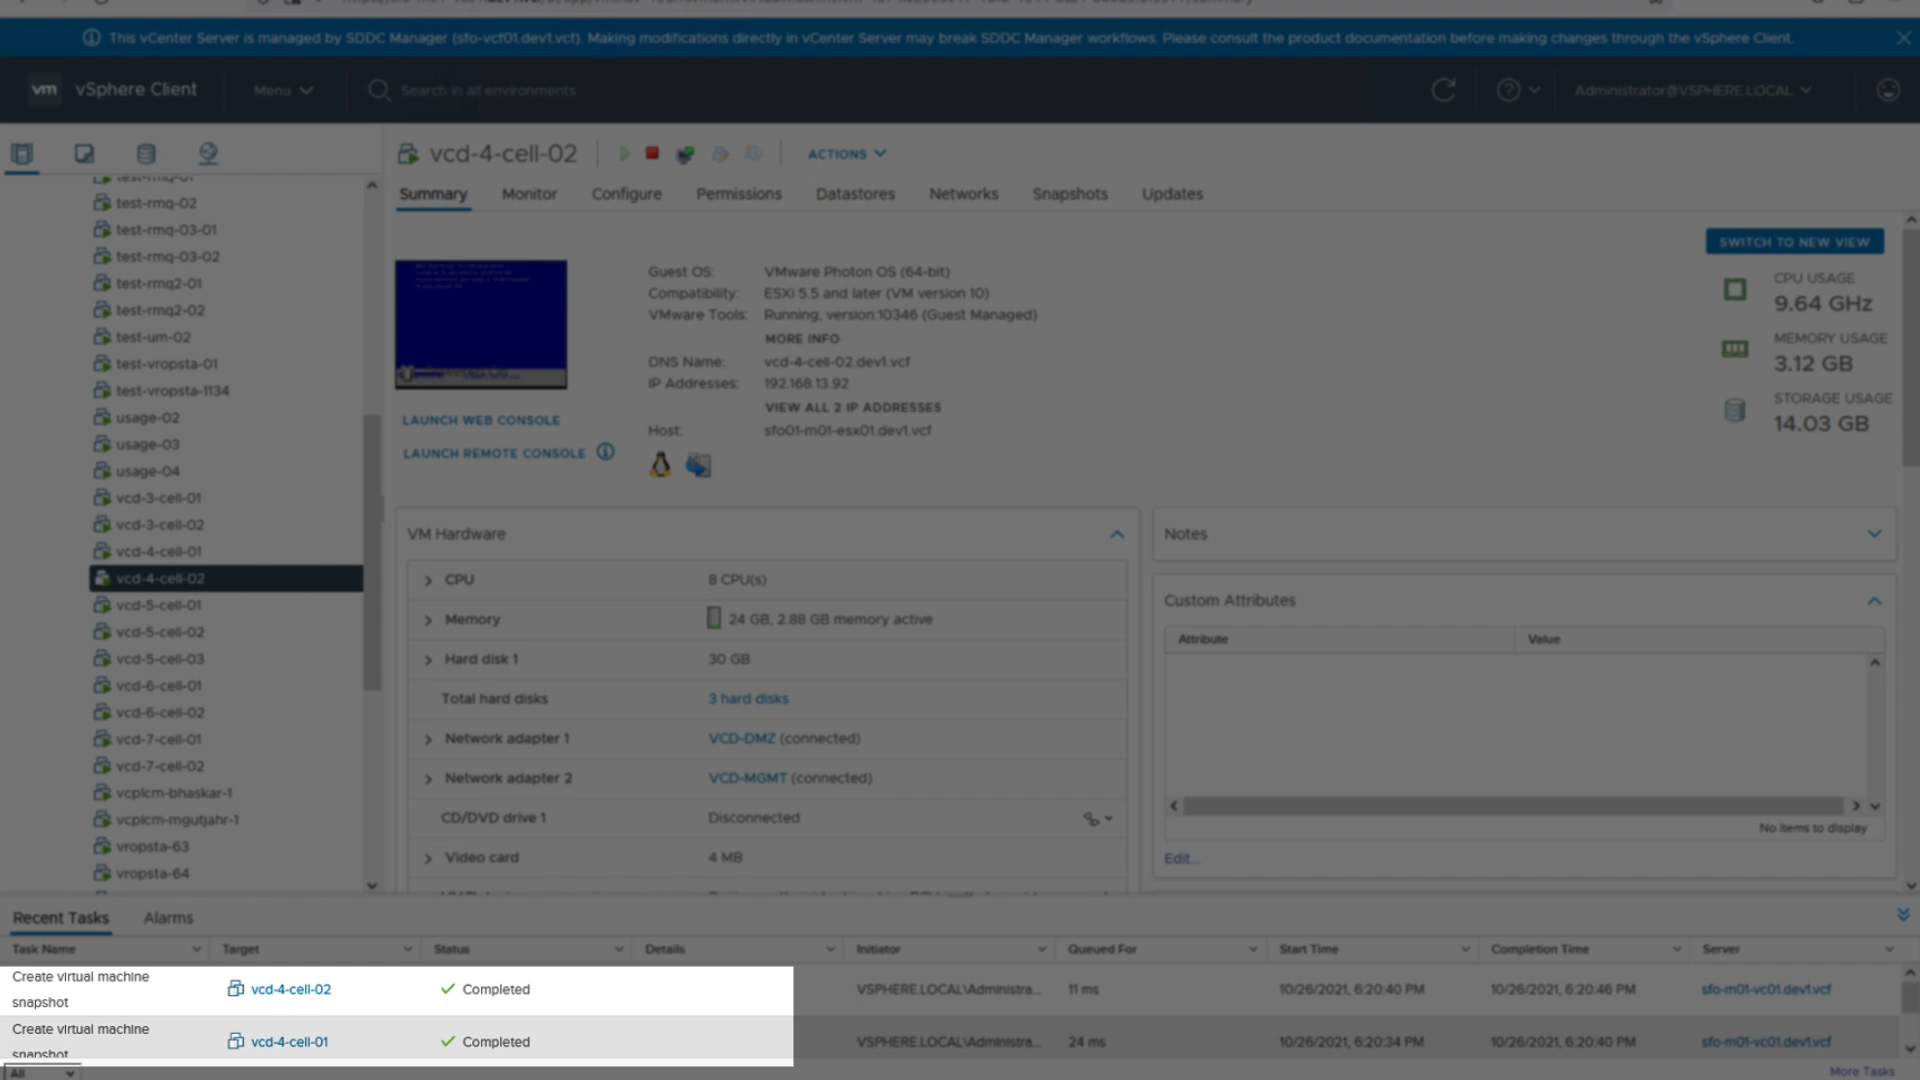 This vCenter Server is managed by SDDC Manager (sfo-vcf01.dev1.vcf). Making modifications directly in vCenter Server may break SDDC Manager workflows. Please consult the product documentation before making changes through the vSphere Client.
vm vSphere Client Menu Search in all environments Administrator@VSPHERE.LOCAL
vcd-4-cell-02 ACTIONS
Summary Monitor Configure Permissions Datastores Networks Snapshots Updates
test-rmq-01
test-rmq-02
test-rmq-03-01
test-rmq-03-02
test-rmq2-01
test-rmq2-02
test-um-02
test-vropsta-01
test-vropsta-1134
usage-02
usage-03
usage-04
vcd-3-cell-01
vcd-3-cell-02
vcd-4-cell-01
vcd-4-cell-02
vcd-5-cell-01
vcd-5-cell-02
vcd-5-cell-03
vcd-6-cell-01
vcd-6-cell-02
vcd-7-cell-01
vcd-7-cell-02
vcplcm-bhaskar-1
vcplcm-mgutjahr-1
vropsta-63
vropsta-64
LAUNCH WEB CONSOLE
LAUNCH REMOTE CONSOLE
Guest OS: VMware Photon OS (64-bit)
Compatibility: ESXi 5.5 and later (VM version 10)
VMware Tools: Running, version:10346 (Guest Managed)
MORE INFO
DNS Name: vcd-4-cell-02.dev1.vcf
IP Addresses: 192.168.13.92
VIEW ALL 2 IP ADDRESSES
Host: sfo01-m01-esx01.dev1.vcf
SWITCH TO NEW VIEW
CPU USAGE
9.64 GHz
MEMORY USAGE
3.12 GB
STORAGE USAGE
14.03 GB
VM Hardware
CPU 8 CPU(s)
Memory 24 GB, 2.88 GB memory active
Hard disk 1 30 GB
Total hard disks 3 hard disks
Network adapter 1 VCD-DMZ (connected)
Network adapter 2 VCD-MGMT (connected)
CD/DVD drive 1 Disconnected
Video card 4 MB
Notes
Custom Attributes
Attribute Value
No items to display
Edit...
Recent Tasks Alarms
Task Name Target Status Details Initiator Queued For Start Time Completion Time Server
Create virtual machine
snapshot vcd-4-cell-02 Completed VSPHERE.LOCAL\Administra... 11 ms 10/26/2021, 6:20:40 PM 10/26/2021, 6:20:46 PM sfo-m01-vc01.dev1.vcf
Create virtual machine
snapshot vcd-4-cell-01 Completed VSPHERE.LOCAL\Administra... 24 ms 10/26/2021, 6:20:34 PM 10/26/2021, 6:20:40 PM sfo-m01-vc01.dev1.vcf
All More Tasks